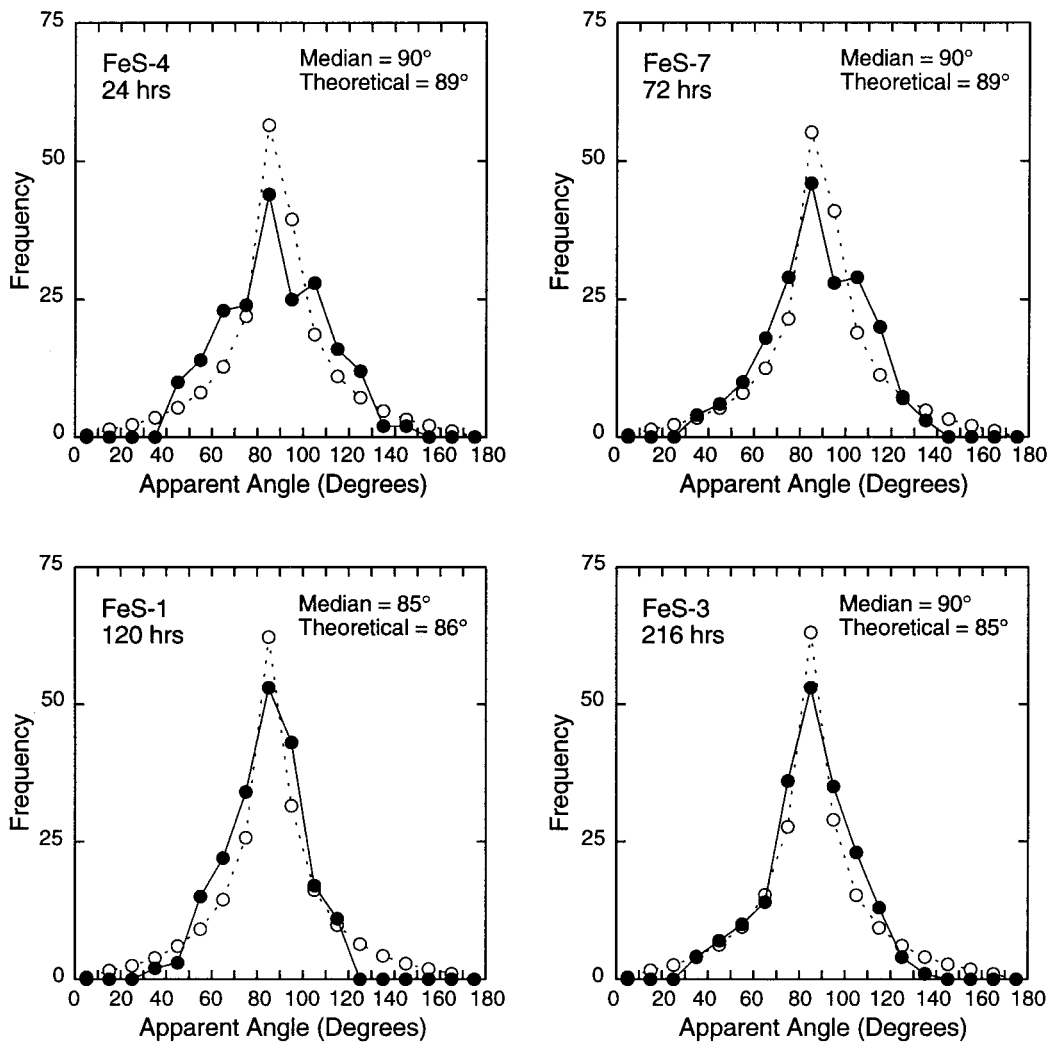 75
50
25
0
Frequency
FeS-4
24 hrs
Median = 90°
Theoretical = 89°
0 20 40 60 80 100 120 140 160 180
Apparent Angle (Degrees)
75
50
25
0
Frequency
FeS-7
72 hrs
Median = 90°
Theoretical = 89°
0 20 40 60 80 100 120 140 160 180
Apparent Angle (Degrees)
75
50
25
0
Frequency
FeS-1
120 hrs
Median = 85°
Theoretical = 86°
0 20 40 60 80 100 120 140 160 180
Apparent Angle (Degrees)
75
50
25
0
Frequency
FeS-3
216 hrs
Median = 90°
Theoretical = 85°
0 20 40 60 80 100 120 140 160 180
Apparent Angle (Degrees)